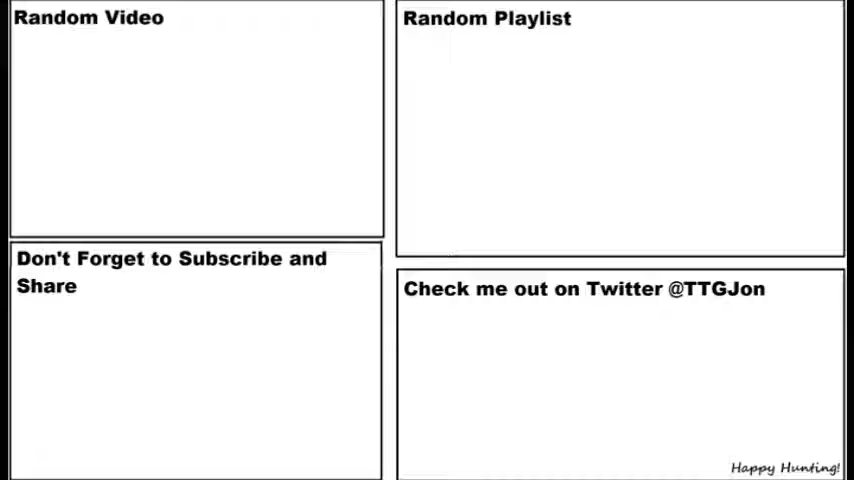 Random Video
Random Playlist
Don't Forget to Subscribe and
Share
Check me out on Twitter @TTGJon
Happy Hunting!